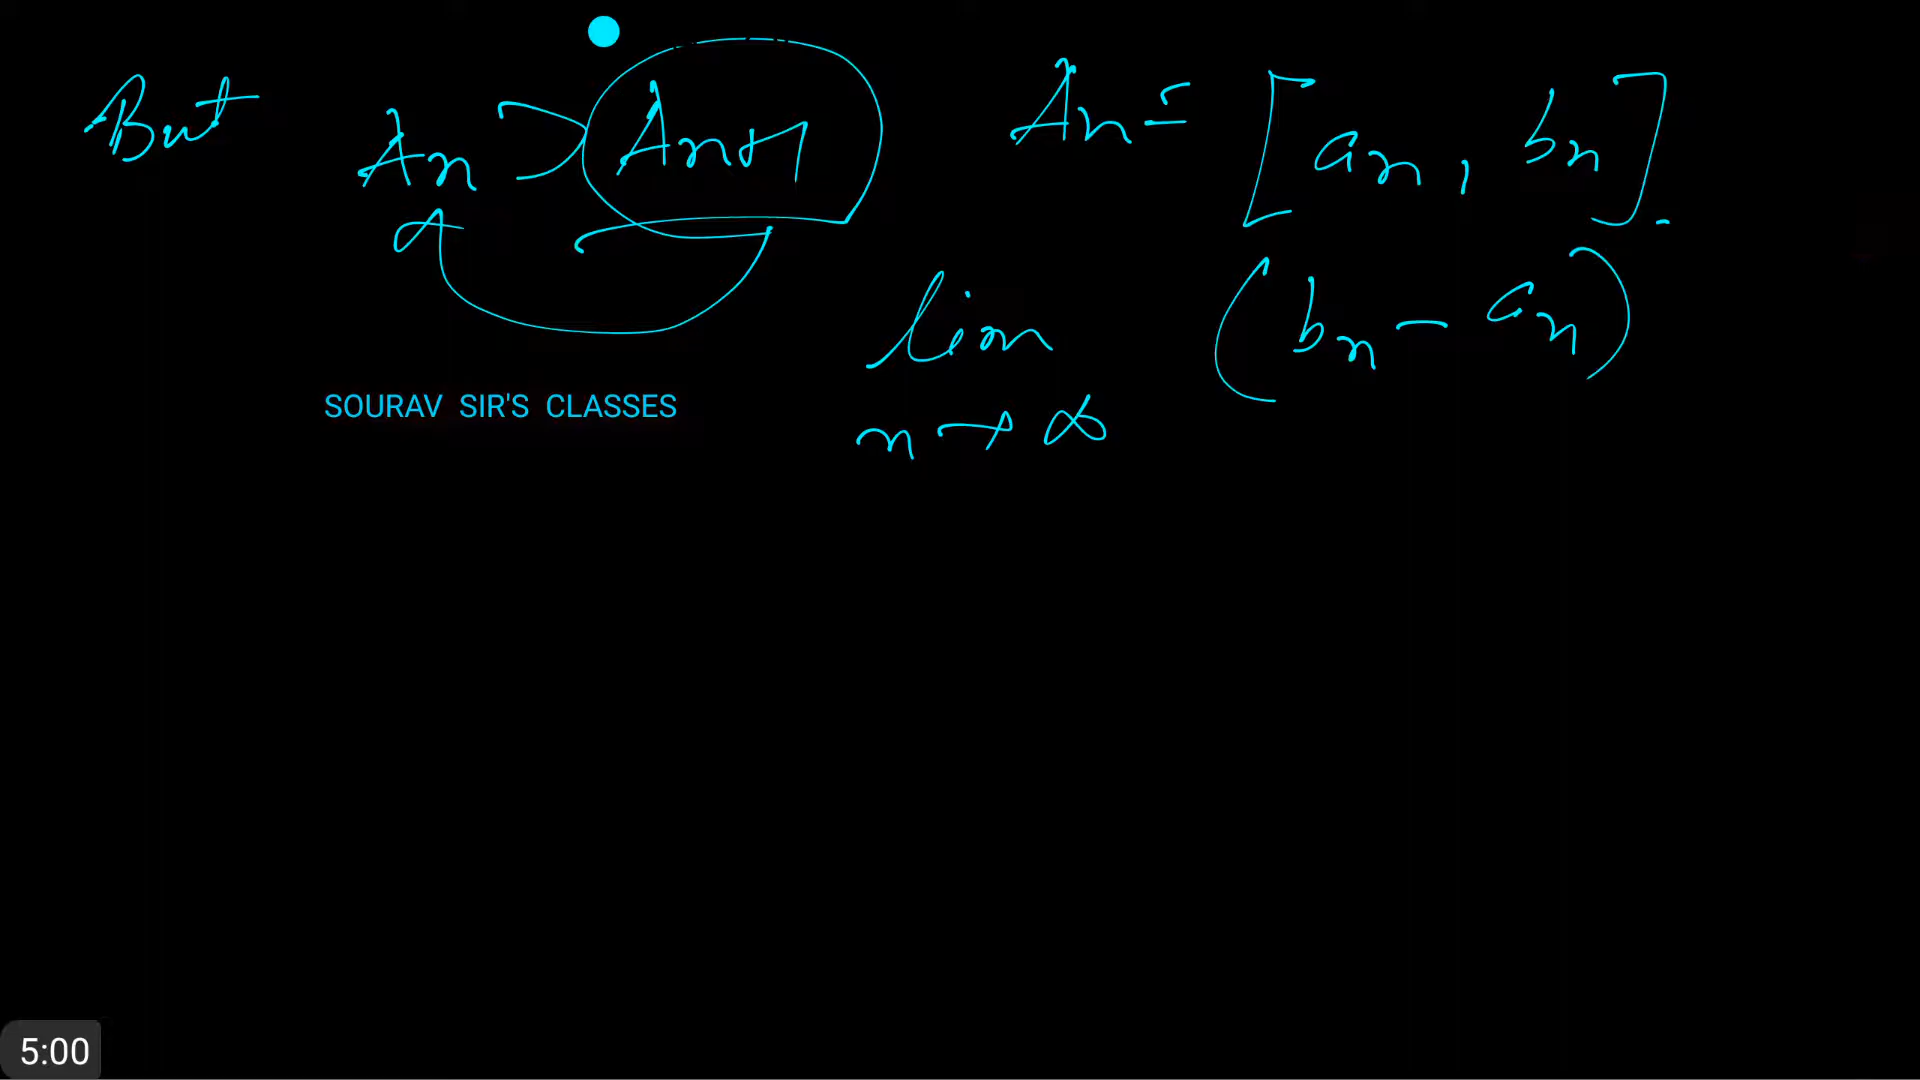 But An ⊃ An+1 An = [an, bn].
lim (bn - an)
n → ∞
SOURAV SIR'S CLASSES
5:00